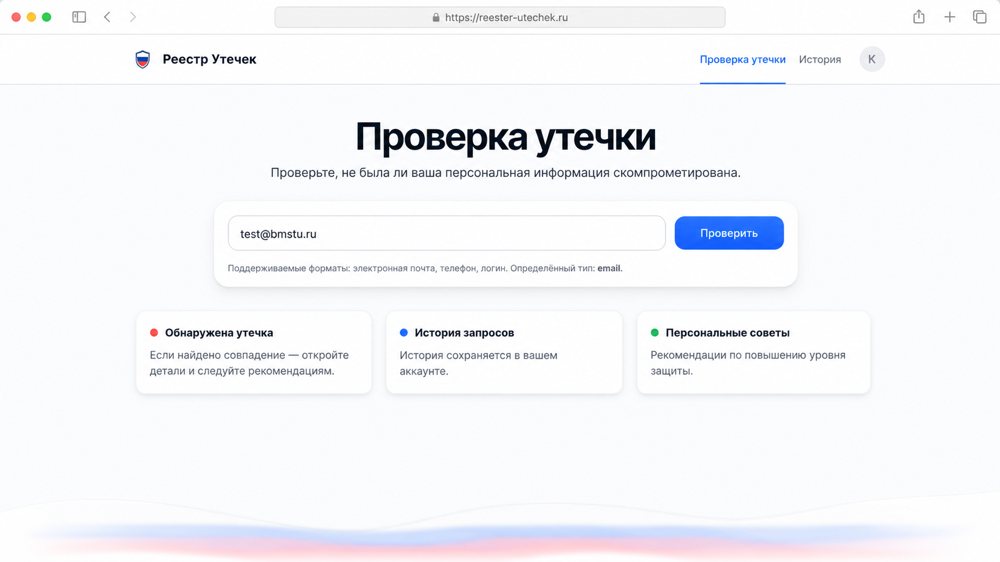 https://reester-utechek.ru
Реестр Утечек
Проверка утечки
История
K
Проверка утечки
Проверьте, не была ли ваша персональная информация скомпрометирована.
test@bmstu.ru
Проверить
Поддерживаемые форматы: электронная почта, телефон, логин. Определённый тип: email.
Обнаружена утечка
Если найдено совпадение — откройте
детали и следуйте рекомендациям.
История запросов
История сохраняется в вашем
аккаунте.
Персональные советы
Рекомендации по повышению уровня
защиты.